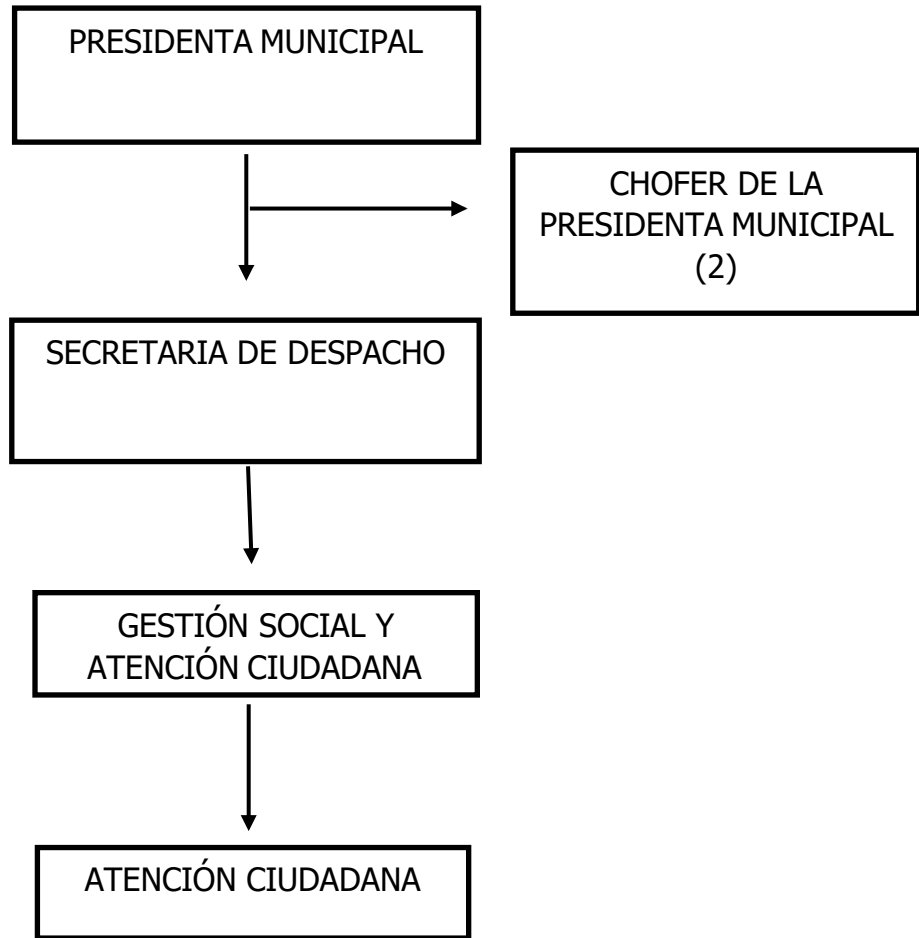 PRESIDENTA MUNICIPAL
CHOFER DE LA
PRESIDENTA MUNICIPAL
(2)
SECRETARIA DE DESPACHO
GESTIÓN SOCIAL Y
ATENCIÓN CIUDADANA
ATENCIÓN CIUDADANA